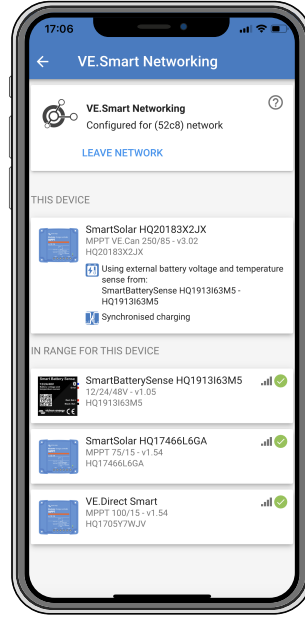 17:06
VE.Smart Networking
VE.Smart Networking
Configured for (52c8) network
LEAVE NETWORK
THIS DEVICE
SmartSolar HQ20183X2JX
MPPT VE.Can 250/85 - v3.02
HQ20183X2JX
Using external battery voltage and temperature
sense from:
SmartBatterySense HQ1913I63M5 -
HQ1913I63M5
Synchronised charging
IN RANGE FOR THIS DEVICE
Smart Battery Sense
SmartBatterySense HQ1913I63M5
12/24/48V - v1.05
HQ1913I63M5
SmartSolar HQ17466L6GA
MPPT 75/15 - v1.54
HQ17466L6GA
VE.Direct Smart
MPPT 100/15 - v1.54
HQ1705Y7WJV